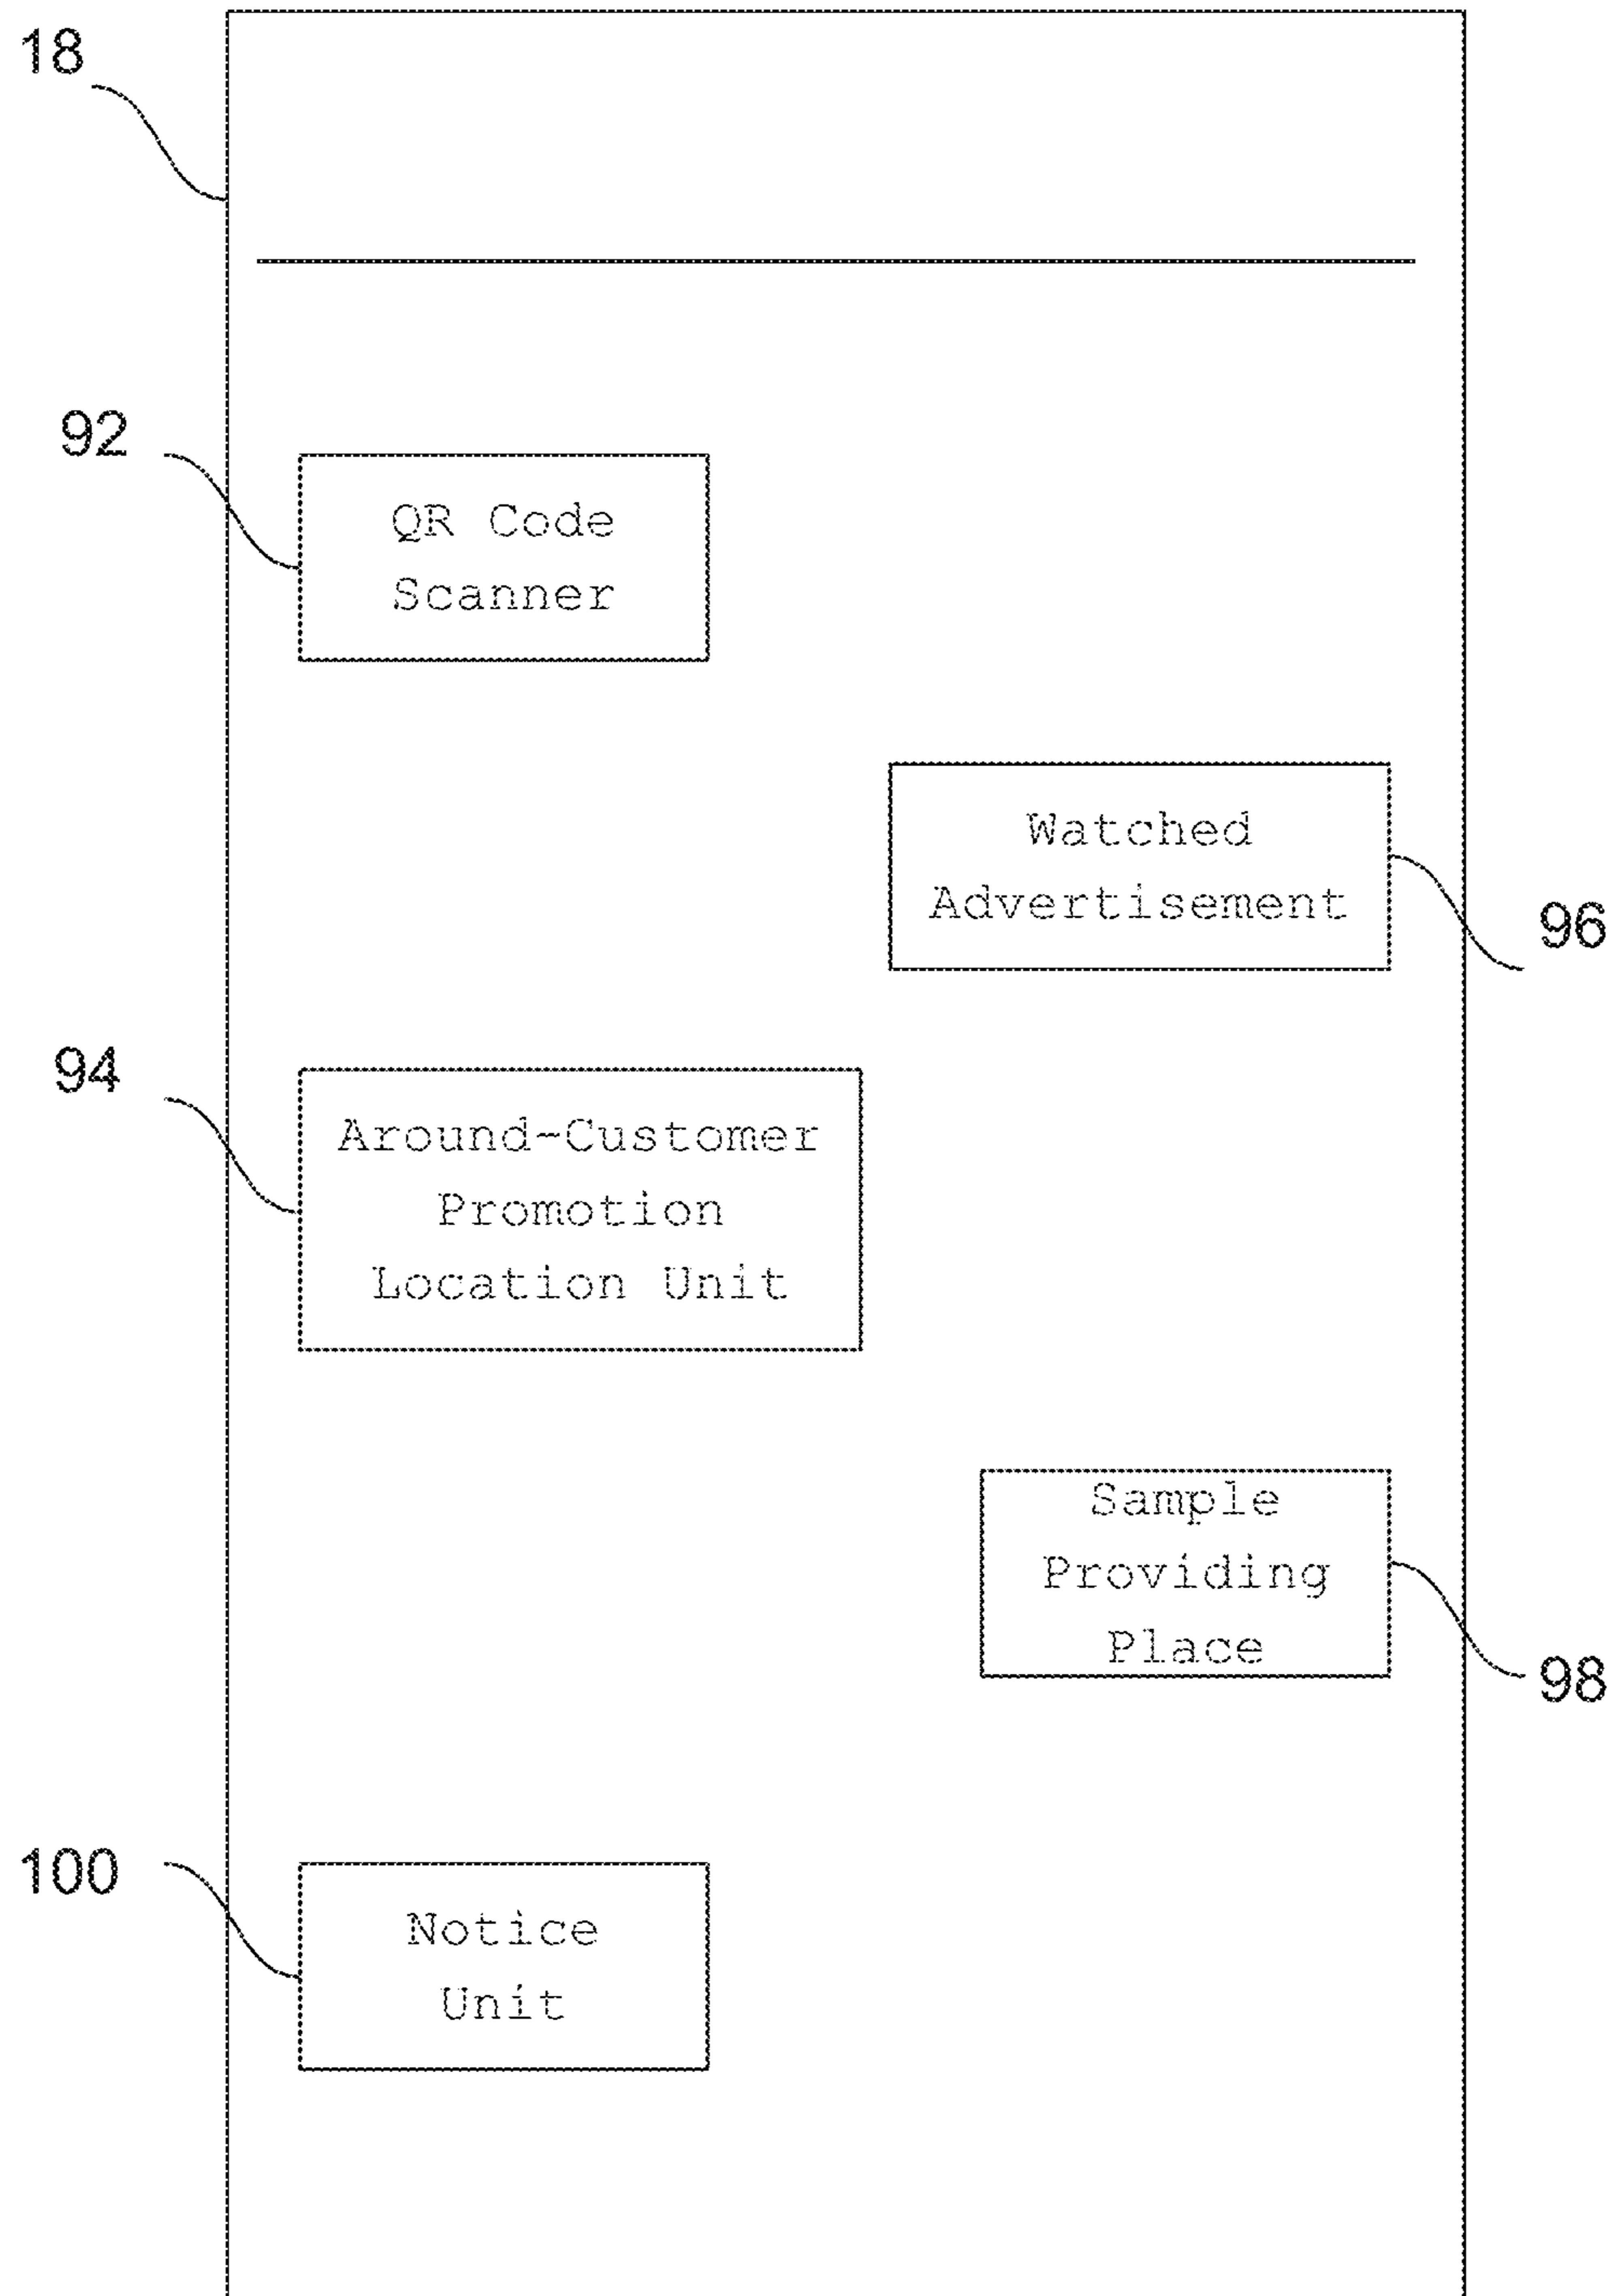 18
92
QR Code
Scanner
Watched
Advertisement
96
94
Around-Customer
Promotion
Location Unit
Sample
Providing
Place
98
100
Notice
Unit